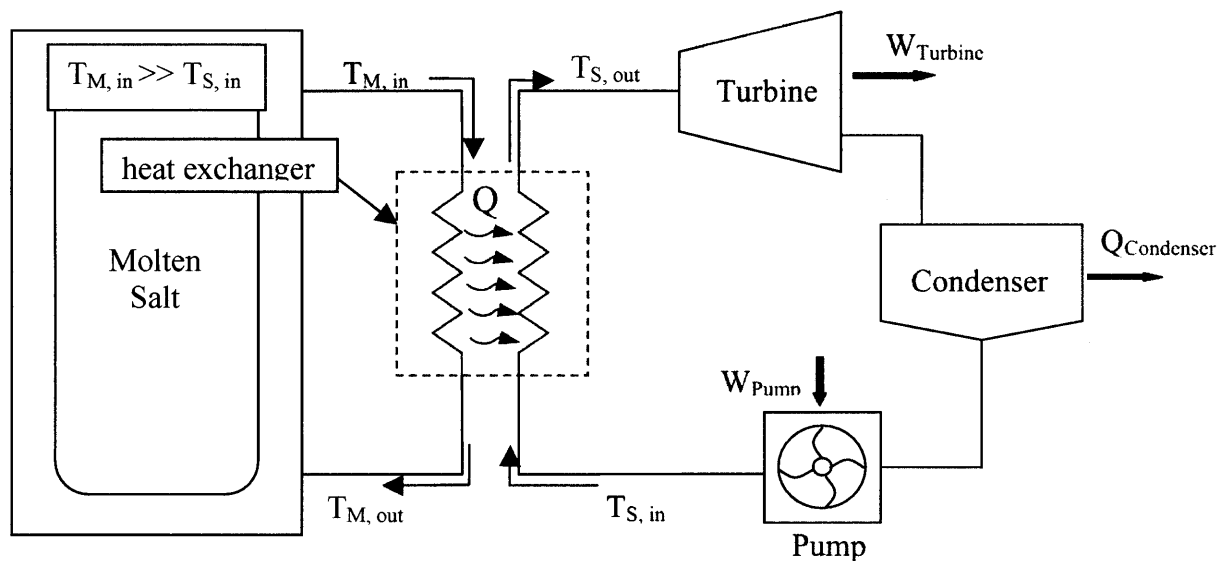 T_M, in >> T_S, in
heat exchanger
Molten
Salt
T_M, in
T_S, out
Q
T_M, out
T_S, in
Turbine
W_Turbine
Condenser
Q_Condenser
W_Pump
Pump